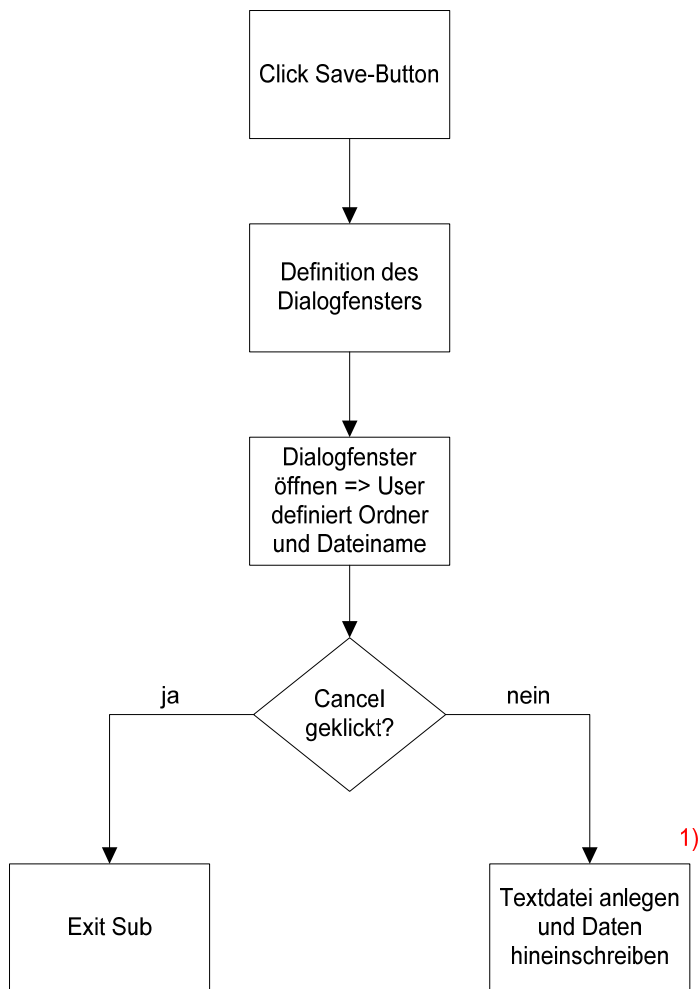 Click Save-Button
Definition des
Dialogfensters
Dialogfenster
öffnen => User
definiert Ordner
und Dateiname
Cancel
geklickt?
ja
nein
1)
Exit Sub
Textdatei anlegen
und Daten
hineinschreiben